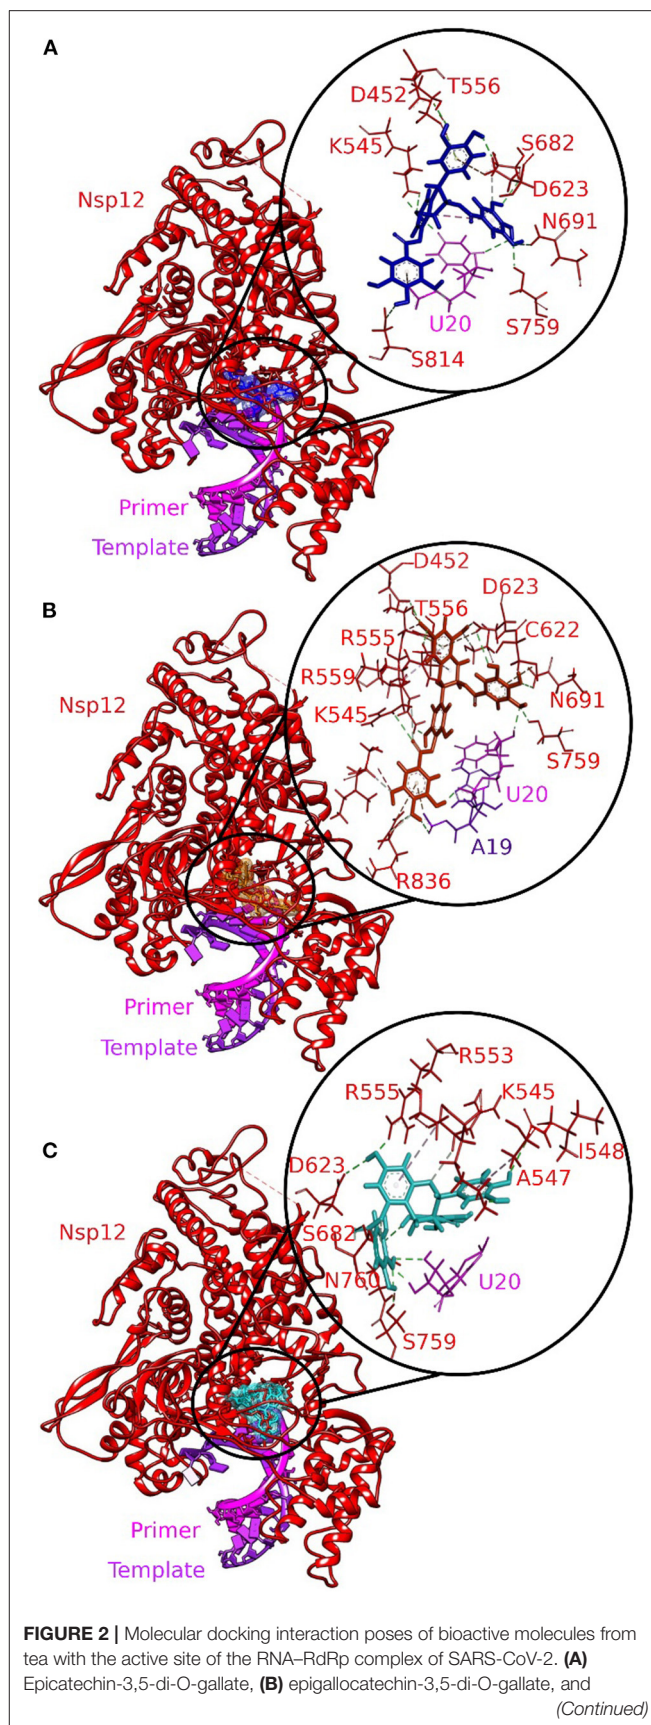 A
T556
D452
K545
S682
D623
Nsp12
N691
U20
S759
S814
Primer
Template
D452
B
D623
T556
C622
R555
R559
Nsp12
N691
K545
S759
U20
A19
R836
Primer
Template
R553
R555
K545
C
I548
D623
A547
Nsp12
S682
N760
U20
S759
Primer
Template
FIGURE 2 | Molecular docking interaction poses of bioactive molecules from
tea with the active site of the RNA–RdRp complex of SARS-CoV-2. (A)
Epicatechin-3,5-di-O-gallate, (B) epigallocatechin-3,5-di-O-gallate, and
(Continued)